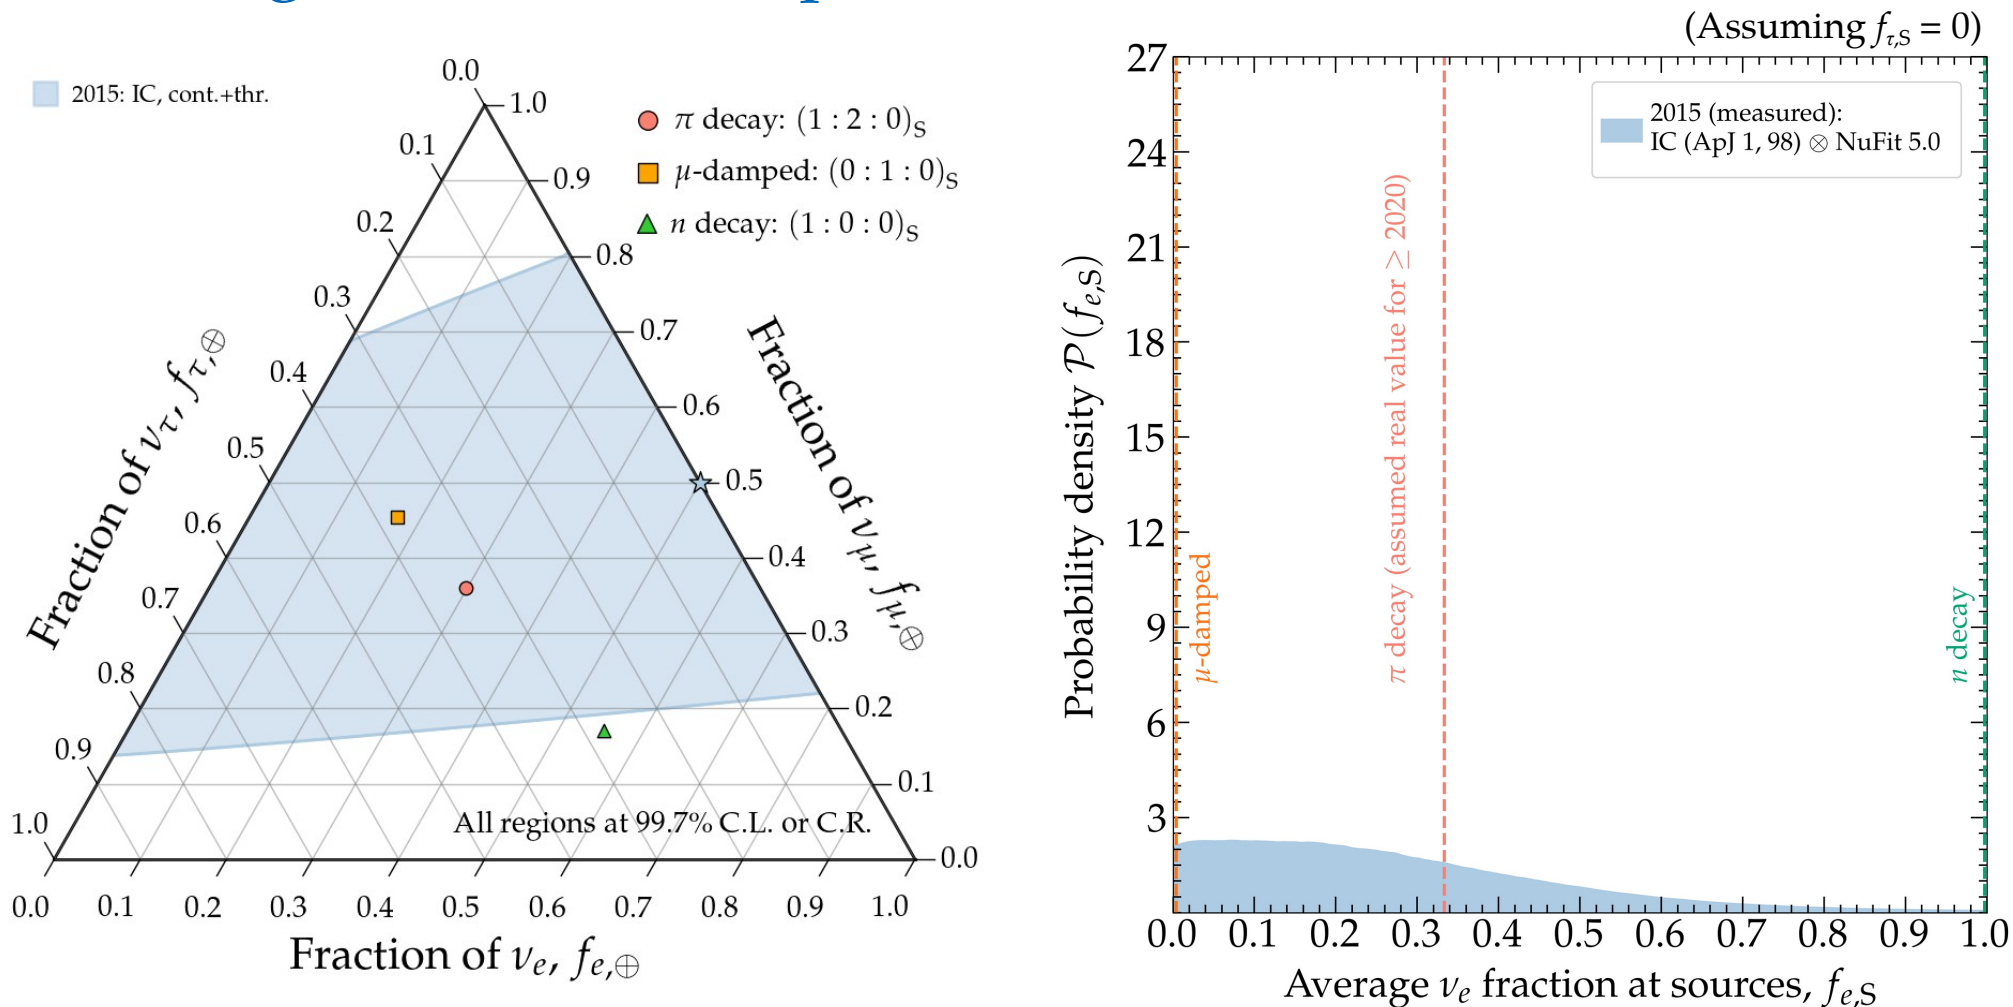 2015: IC, cont.+thr.
π decay: (1 : 2 : 0)S
μ-damped: (0 : 1 : 0)S
n decay: (1 : 0 : 0)S
0.0
0.1
0.2
0.3
0.4
0.5
0.6
0.7
0.8
0.9
1.0
Fraction of ντ, fτ,⊕
1.0
0.9
0.8
0.7
0.6
0.5
0.4
0.3
0.2
0.1
0.0
Fraction of νμ, fμ,⊕
All regions at 99.7% C.L. or C.R.
0.0 0.1 0.2 0.3 0.4 0.5 0.6 0.7 0.8 0.9 1.0
Fraction of νe, fe,⊕
(Assuming fτ,S = 0)
2015 (measured):
IC (ApJ 1, 98) ⊗ NuFit 5.0
Probability density P(fe,S)
27
24
21
18
15
12
9
6
3
μ-damped
π decay (assumed real value for ≥ 2020)
n decay
0.0 0.1 0.2 0.3 0.4 0.5 0.6 0.7 0.8 0.9 1.0
Average νe fraction at sources, fe,S